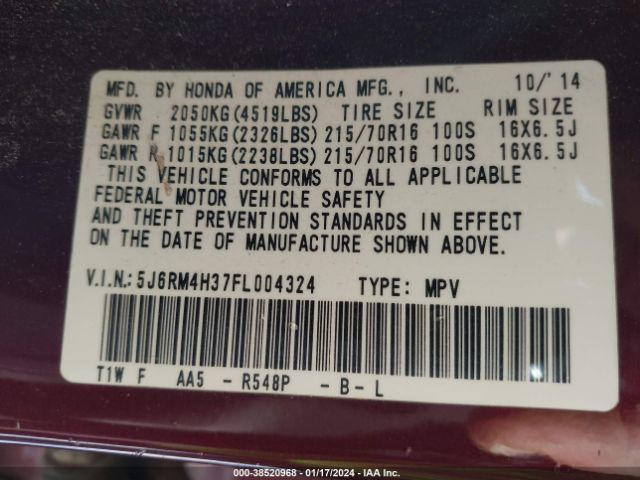 MFD. BY HONDA OF AMERICA MFG., INC. 10/'14
GVWR 2050KG(4519LBS) TIRE SIZE RIM SIZE
GAWR F 1055KG(2326LBS) 215/70R16 100S 16X6.5J
GAWR R 1015KG(2238LBS) 215/70R16 100S 16X6.5J
THIS VEHICLE CONFORMS TO ALL APPLICABLE
FEDERAL MOTOR VEHICLE SAFETY
AND THEFT PREVENTION STANDARDS IN EFFECT
ON THE DATE OF MANUFACTURE SHOWN ABOVE.
V.I.N.: 5J6RM4H37FL004324 TYPE: MPV
T1W F AA5 - R548P - B - L
000-38520968 - 01/17/2024 - IAA Inc.